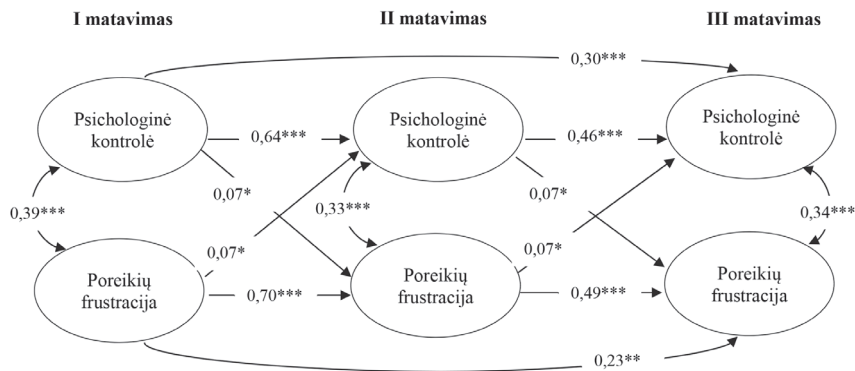 I matavimas
II matavimas
III matavimas
0,30***
Psichologinė
kontrolė
0,64***
Psichologinė
kontrolė
0,46***
Psichologinė
kontrolė
0,07*
0,07*
0,39***
0,33***
0,34***
0,07*
0,07*
Poreikių
frustracija
0,70***
Poreikių
frustracija
0,49***
Poreikių
frustracija
0,23**